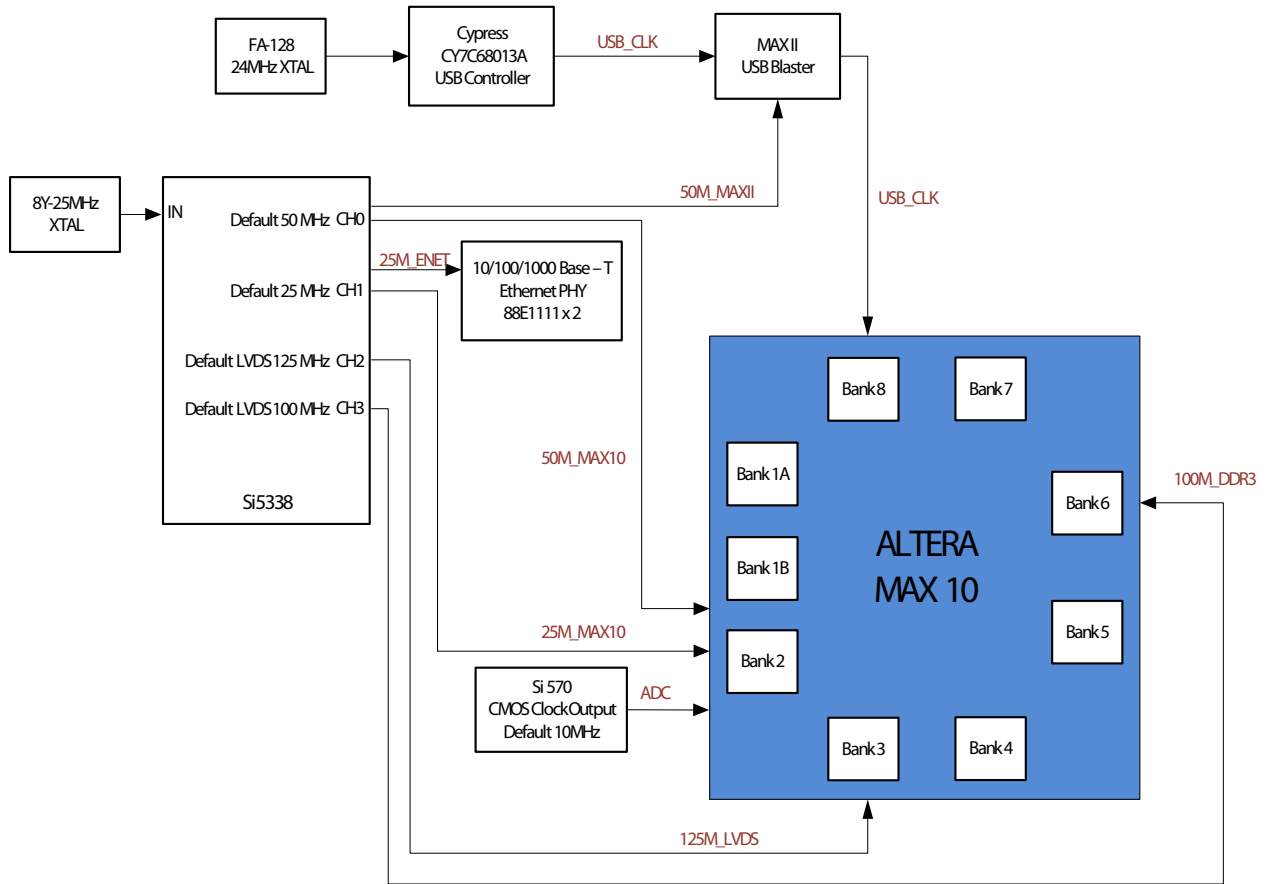 FA-128
24MHz XTAL
Cypress
CY7C68013A
USB Controller
USB_CLK
MAX II
USB Blaster
8Y-25MHz
XTAL
IN
Default 50 MHz CH0
Default 25 MHz CH1
Default LVDS 125 MHz CH2
Default LVDS 100 MHz CH3
Si5338
50M_MAXII
USB_CLK
25M_ENET
10/100/1000 Base – T
Ethernet PHY
88E1111 x 2
Bank 8
Bank 7
50M_MAX10
Bank 1A
Bank 6
100M_DDR3
ALTERA
MAX 10
Bank 1B
25M_MAX10
Bank 2
Bank 5
Si 570
CMOS Clock Output
Default 10MHz
ADC
Bank 3
Bank 4
125M_LVDS